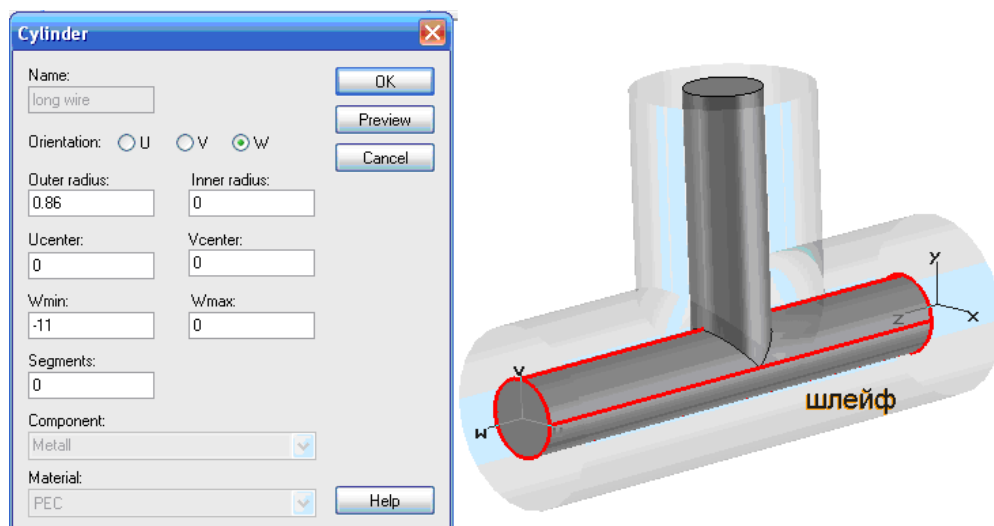 Cylinder
Name:
long wire
OK
Preview
Orientation: U V W
Cancel
Outer radius: Inner radius:
0.86 0
Ucenter: Vcenter:
0 0
Wmin: Wmax:
-11 0
Segments:
0
Component:
Metall
Material:
PEC
Help
y
z x
v
w
шлейф